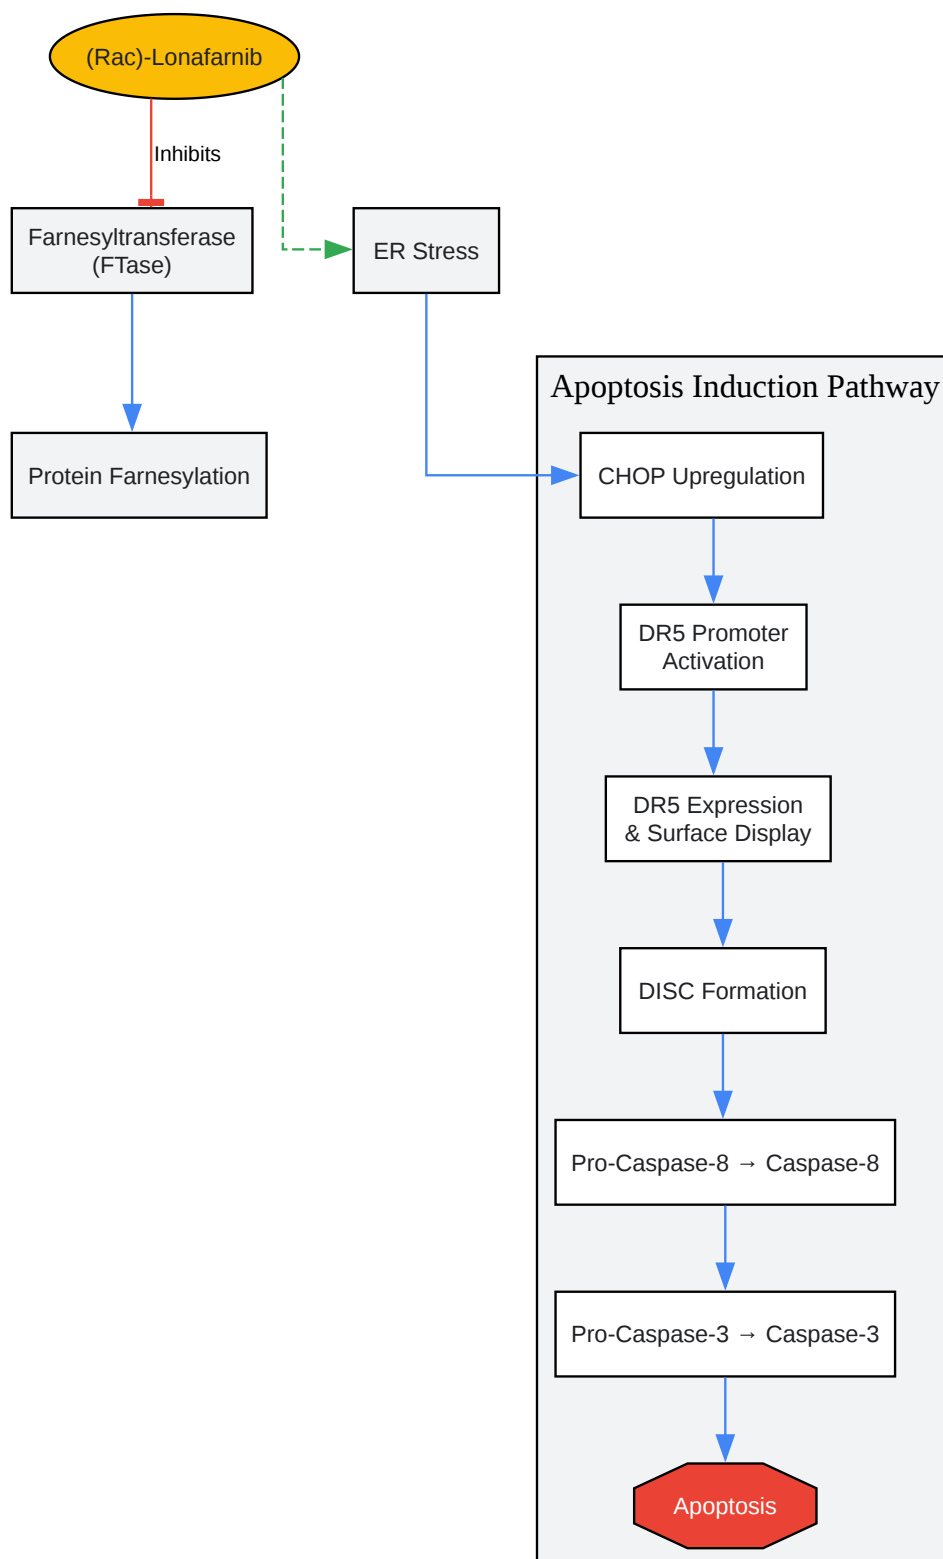 (Rac)-Lonafarnib
Inhibits
Farnesyltransferase
(FTase)
ER Stress
Apoptosis Induction Pathway
Protein Farnesylation
CHOP Upregulation
DR5 Promoter
Activation
DR5 Expression
& Surface Display
DISC Formation
Pro-Caspase-8 → Caspase-8
Pro-Caspase-3 → Caspase-3
Apoptosis